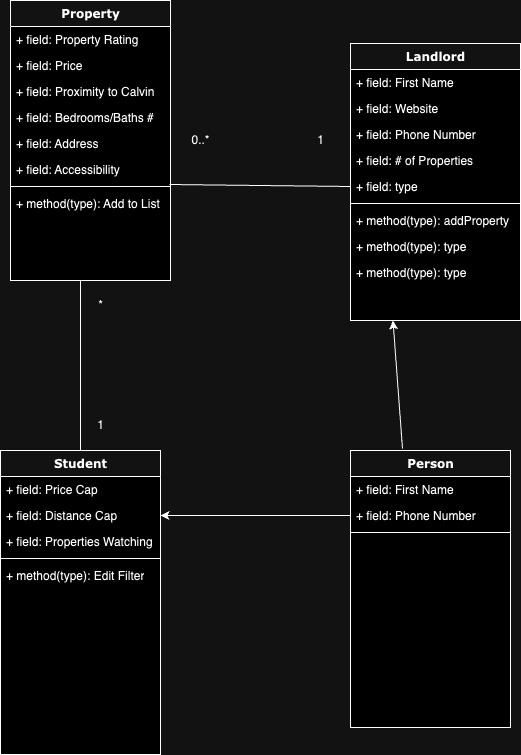 Property
+ field: Property Rating
+ field: Price
+ field: Proximity to Calvin
+ field: Bedrooms/Baths #
+ field: Address
+ field: Accessibility
+ method(type): Add to List
Landlord
+ field: First Name
+ field: Website
+ field: Phone Number
+ field: # of Properties
+ field: type
+ method(type): addProperty
+ method(type): type
+ method(type): type
0..*
1
*
1
Student
+ field: Price Cap
+ field: Distance Cap
+ field: Properties Watching
+ method(type): Edit Filter
Person
+ field: First Name
+ field: Phone Number